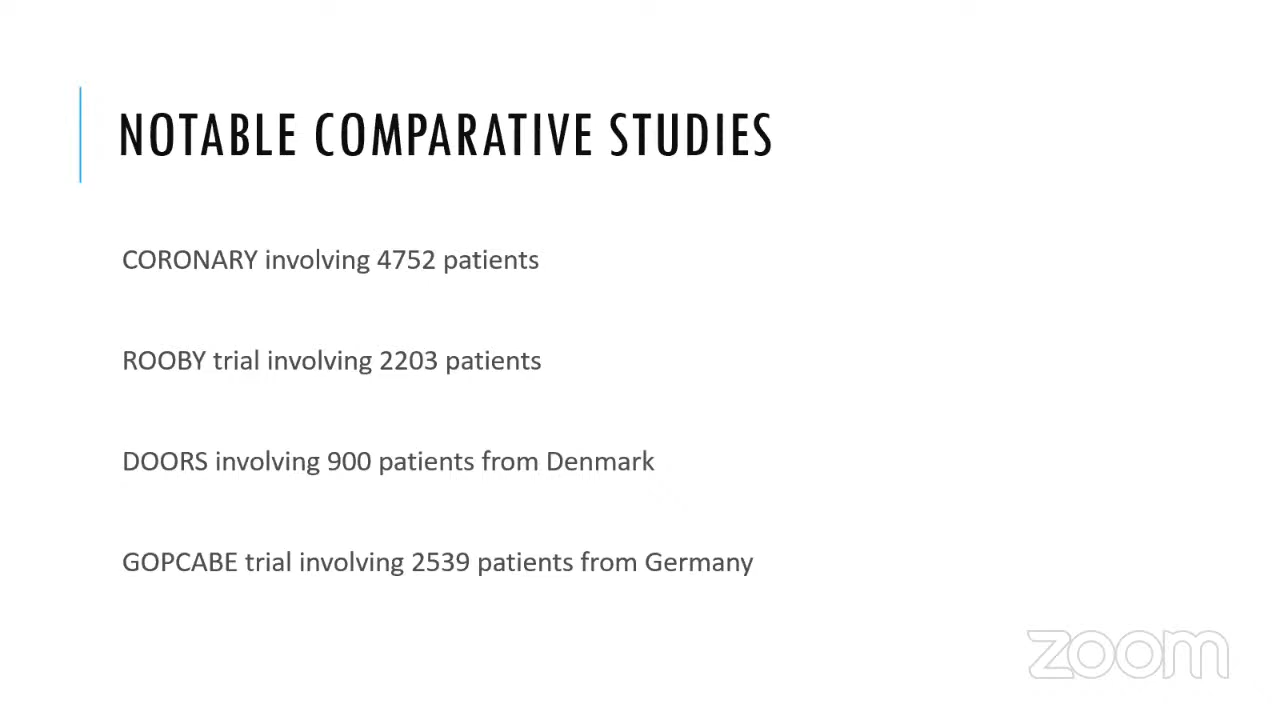 NOTABLE COMPARATIVE STUDIES
CORONARY involving 4752 patients
ROOBY trial involving 2203 patients
DOORS involving 900 patients from Denmark
GOPCABE trial involving 2539 patients from Germany
zoom